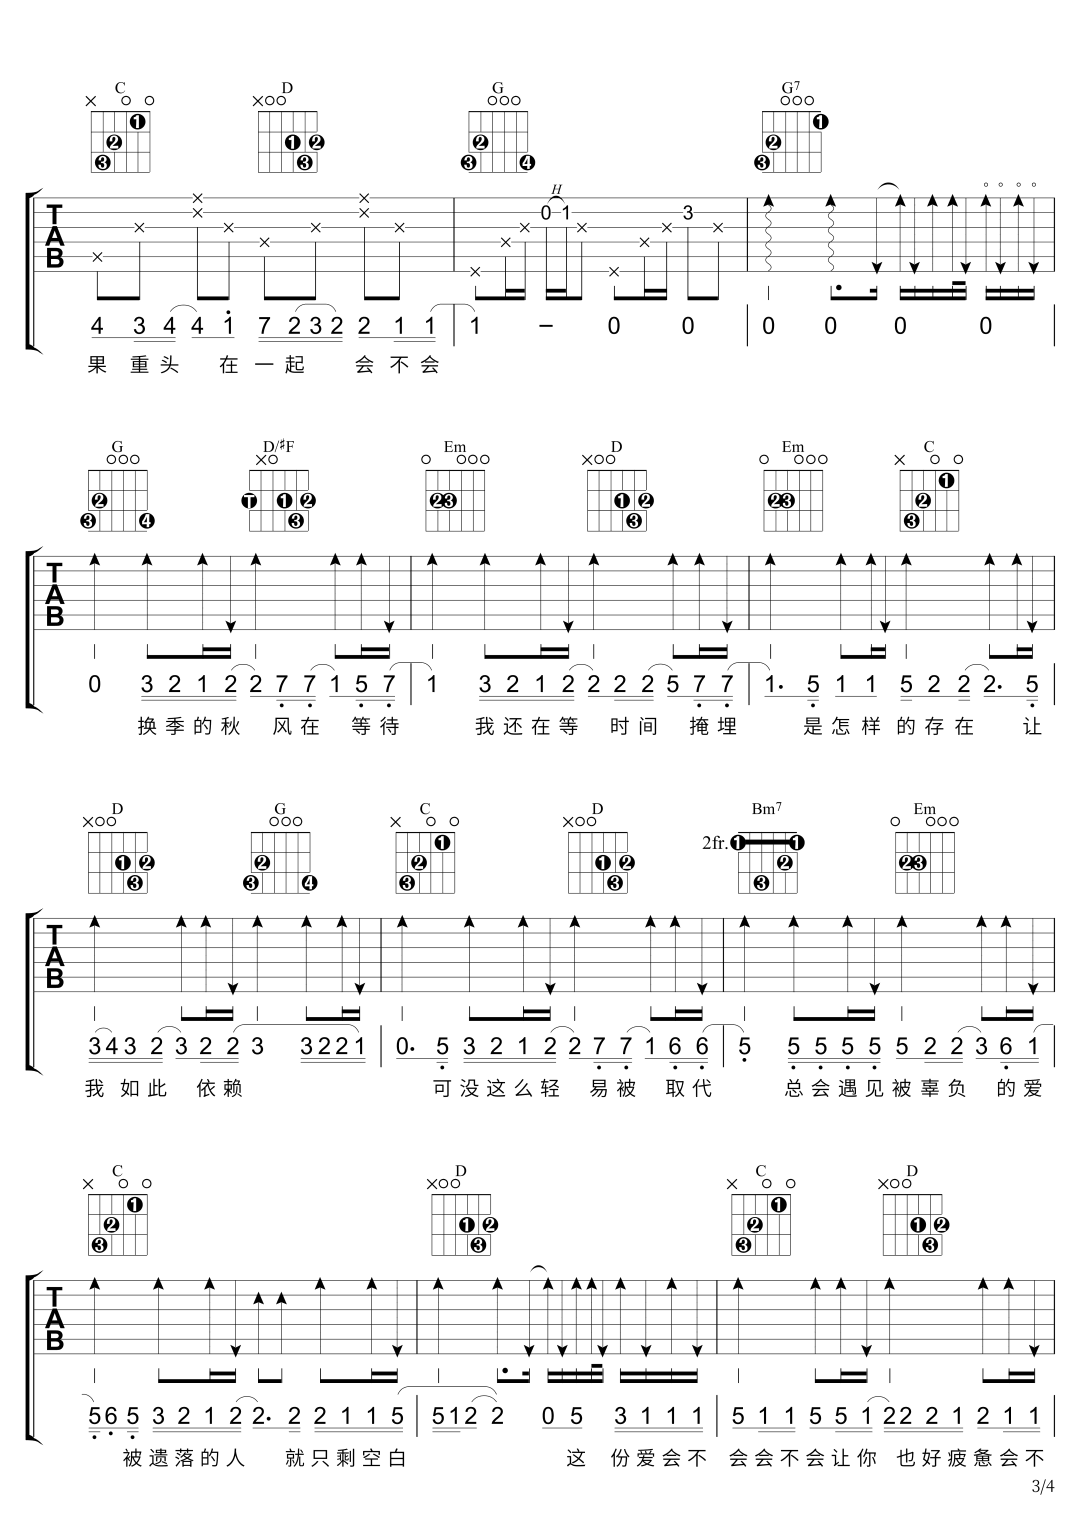 C D G G7
H
TAB 0 1 3
4 3 4 4 1 7 2 3 2 2 1 1 1 – 0 0 0 0 0 0
果 重 头 在 一 起 会 不 会
G D/♯F Em D Em C
TAB
0 3 2 1 2 2 7 7 1 5 7 1 3 2 1 2 2 2 2 5 7 7 1. 5 1 1 5 2 2 2. 5
换 季 的 秋 风 在 等 待 我 还 在 等 时 间 掩 埋 是 怎 样 的 存 在 让
D G C D Bm7 Em
2fr.
TAB
3 4 3 2 3 2 2 3 3 2 2 1 0. 5 3 2 1 2 2 7 7 1 6 6 5 5 5 5 5 5 2 2 3 6 1
我 如 此 依 赖 可 没 这 么 轻 易 被 取 代 总 会 遇 见 被 辜 负 的 爱
C D C D
TAB
5 6 5 3 2 1 2 2. 2 2 1 1 5 5 1 2 2 0 5 3 1 1 1 5 1 1 5 5 1 2 2 2 1 2 1 1
被 遗 落 的 人 就 只 剩 空 白 这 份 爱 会 不 会 会 不 会 让 你 也 好 疲 惫 会 不
3/4